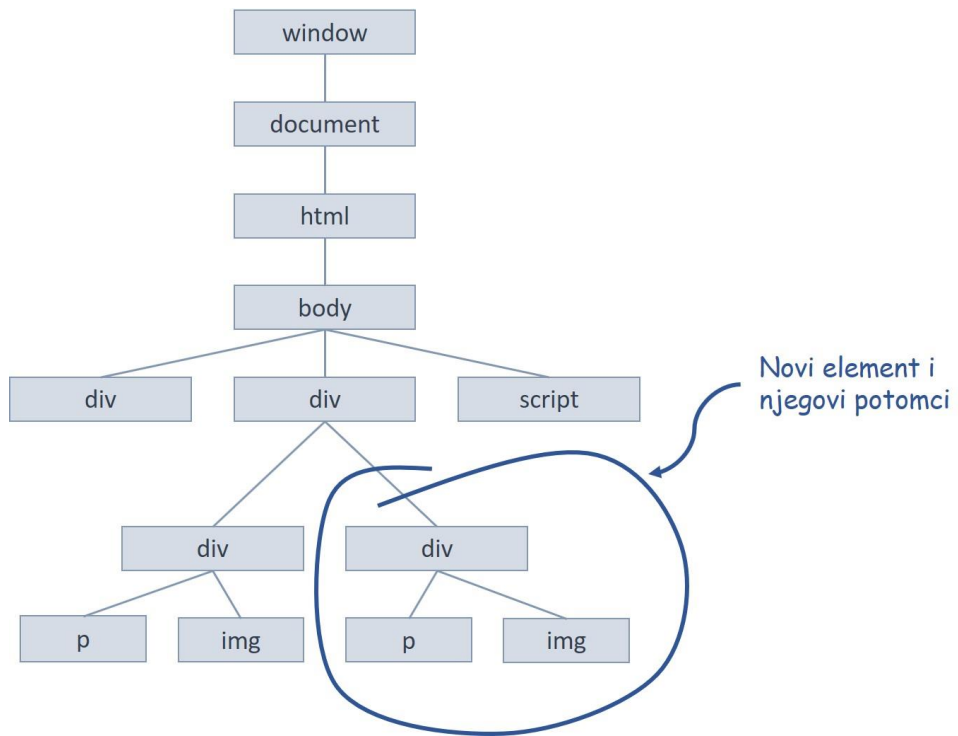 window
document
html
body
div
div
script
Novi element i
njegovi potomci
div
div
p
img
p
img